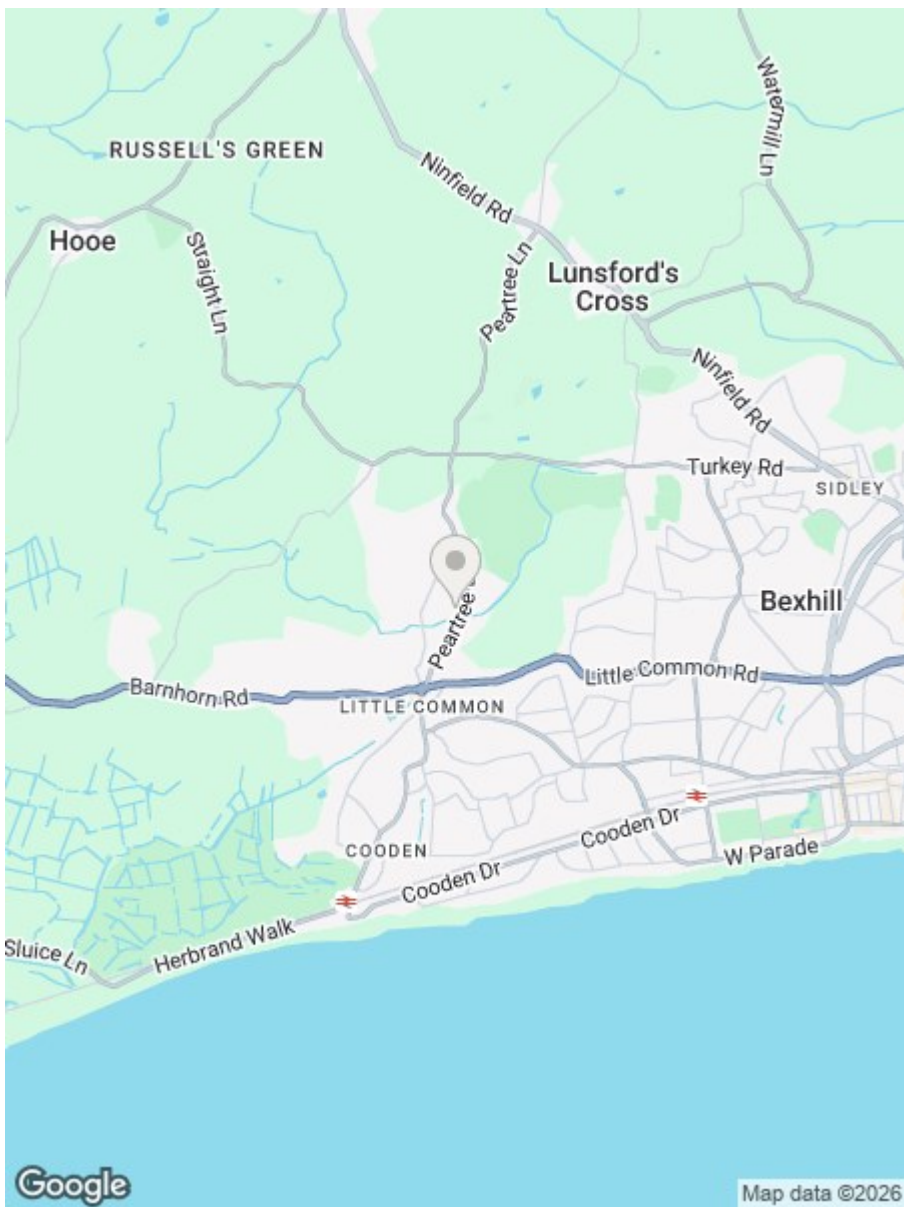 Watermill Ln
RUSSELL'S GREEN
Ninfield Rd
Hooe
Straight Ln
Peartree Ln
Lunsford's
Cross
Ninfield Rd
Turkey Rd
SIDLEY
Peartree
Bexhill
Little Common Rd
Barnhorn Rd
LITTLE COMMON
Cooden Dr
COODEN
W Parade
Cooden Dr
Herbrand Walk
Sluice Ln
Google
Map data ©2026